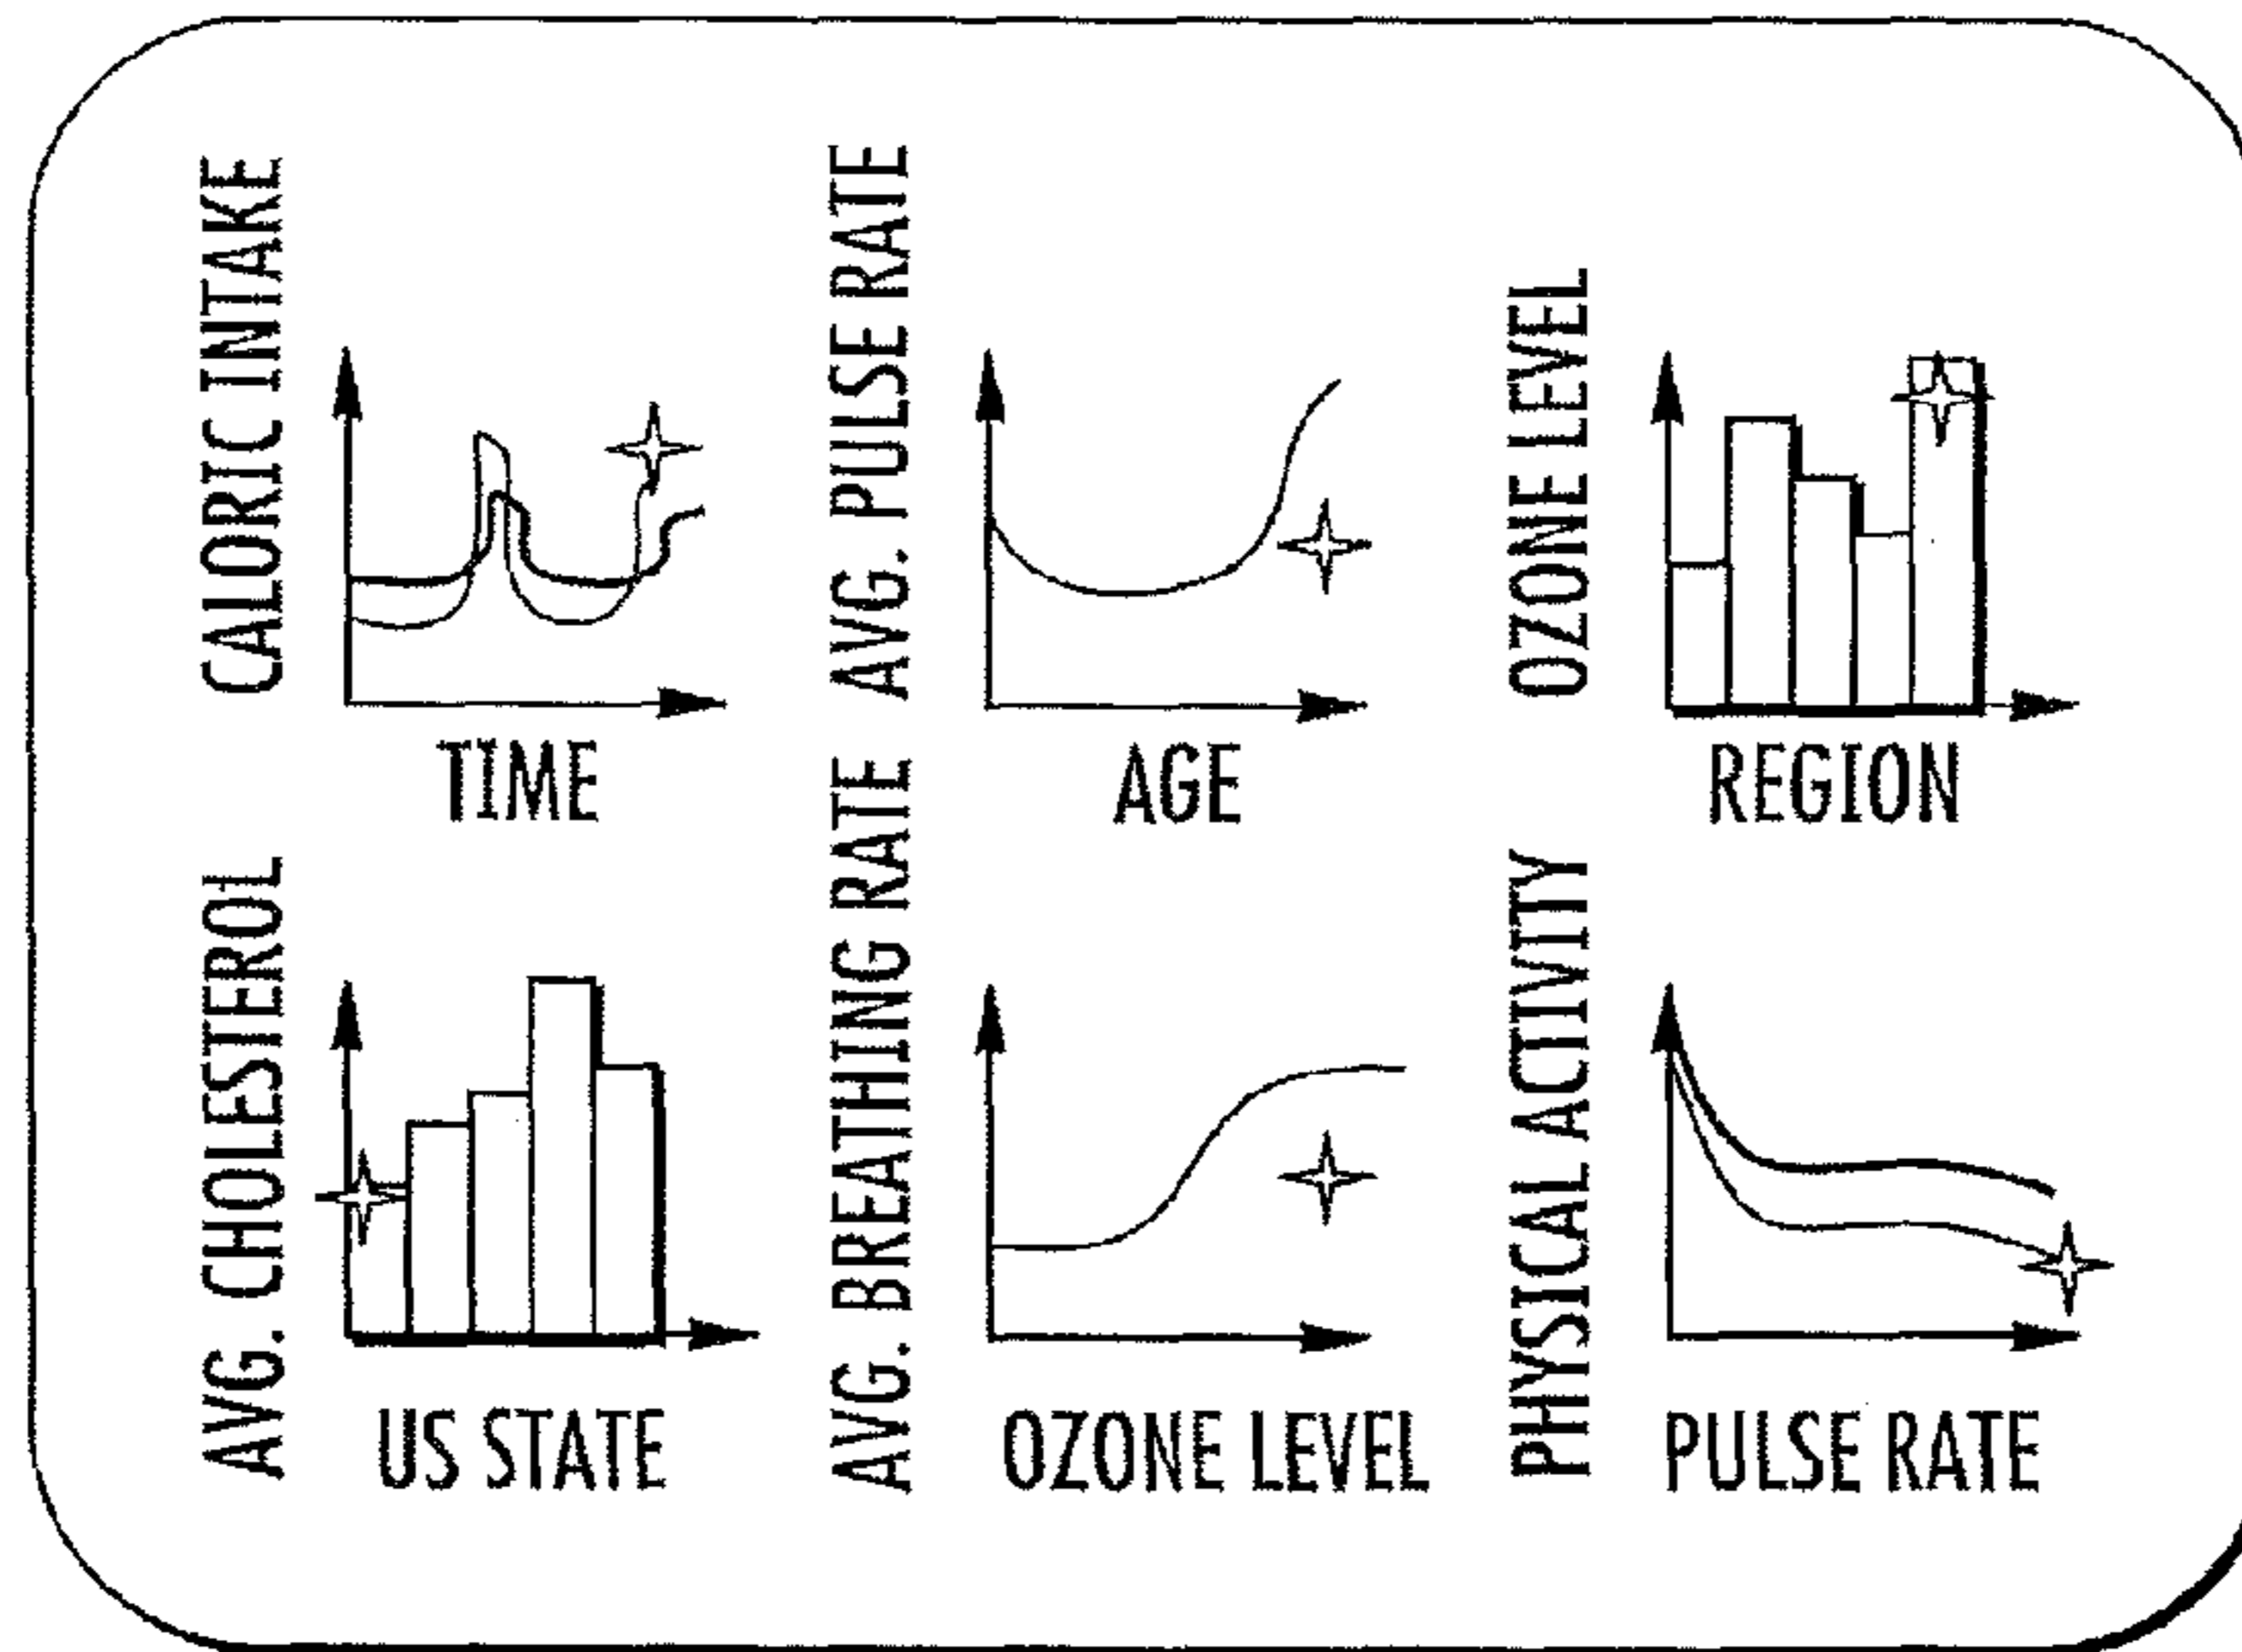 CALORIC INTAKE
TIME
AVG. PULSE RATE
AGE
OZONE LEVEL
REGION
AVG. CHOLESTEROL
US STATE
AVG. BREATHING RATE
OZONE LEVEL
PHYSICAL ACTIVITY
PULSE RATE